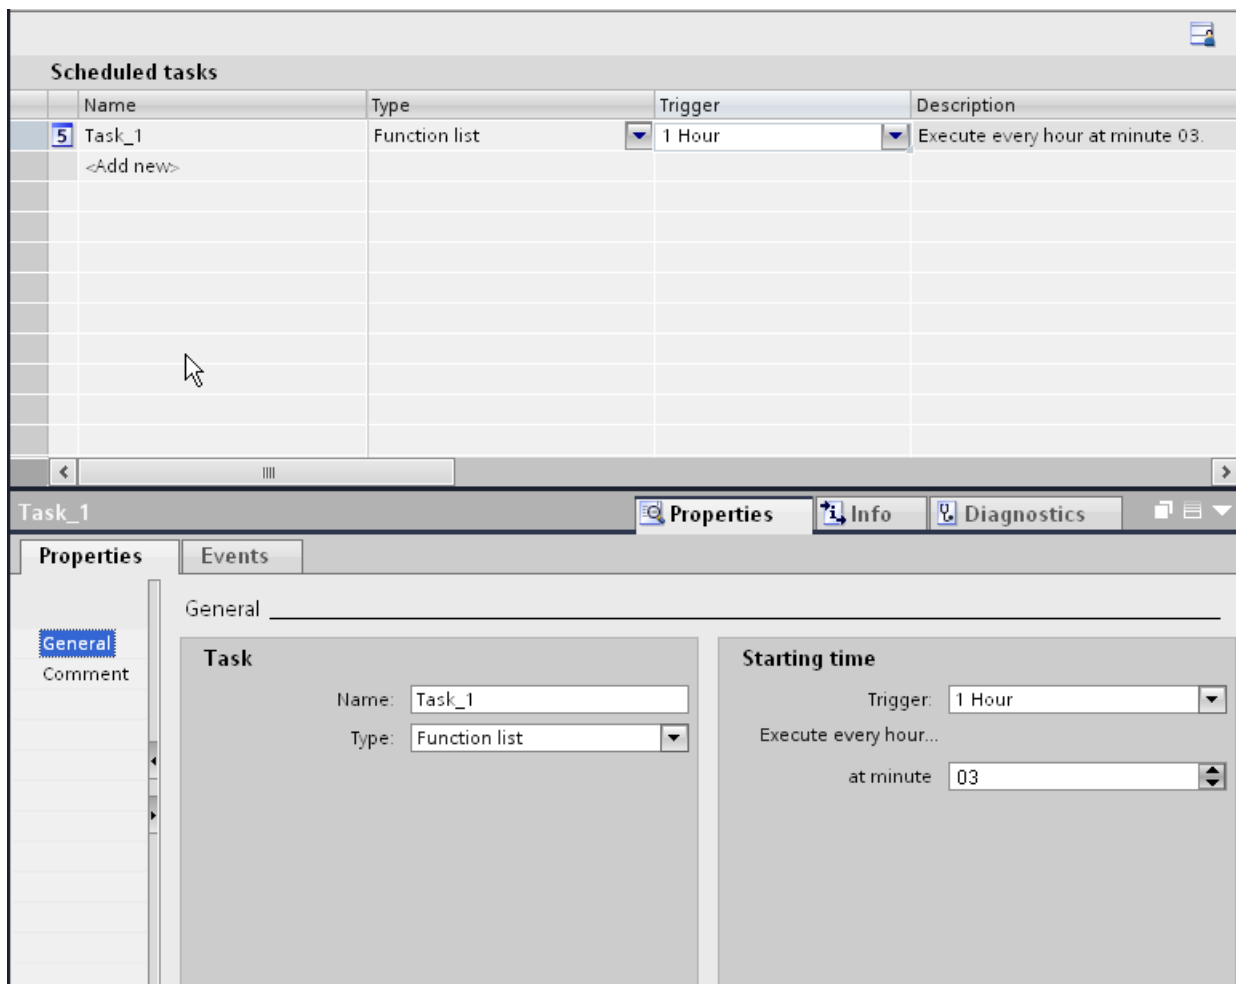 Scheduled tasks
Name Type Trigger Description
5 Task_1 Function list 1 Hour Execute every hour at minute 03.
<Add new>
Task_1 Properties Info Diagnostics
Properties Events
General
General
Comment
Task
Name: Task_1
Type: Function list
Starting time
Trigger: 1 Hour
Execute every hour...
at minute 03